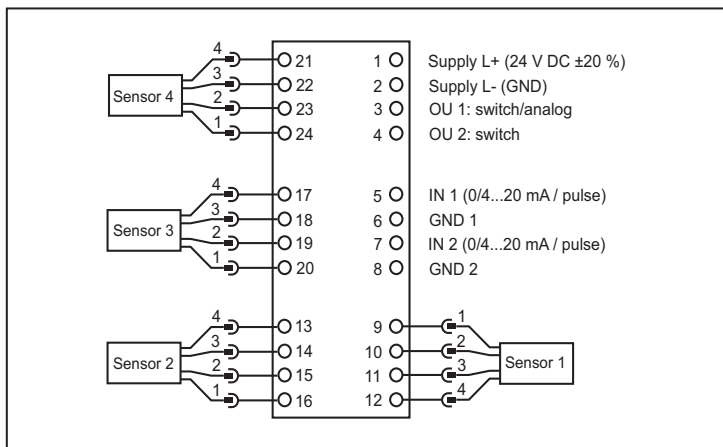 4 21 1 Supply L+ (24 V DC ±20 %)
3 22 2 Supply L- (GND)
Sensor 4
2 23 3 OU 1: switch/analog
1 24 4 OU 2: switch
4 17 5 IN 1 (0/4...20 mA / pulse)
3 18 6 GND 1
Sensor 3
2 19 7 IN 2 (0/4...20 mA / pulse)
1 20 8 GND 2
4 13 9 1
3 14 10 2
Sensor 2 Sensor 1
2 15 11 3
1 16 12 4